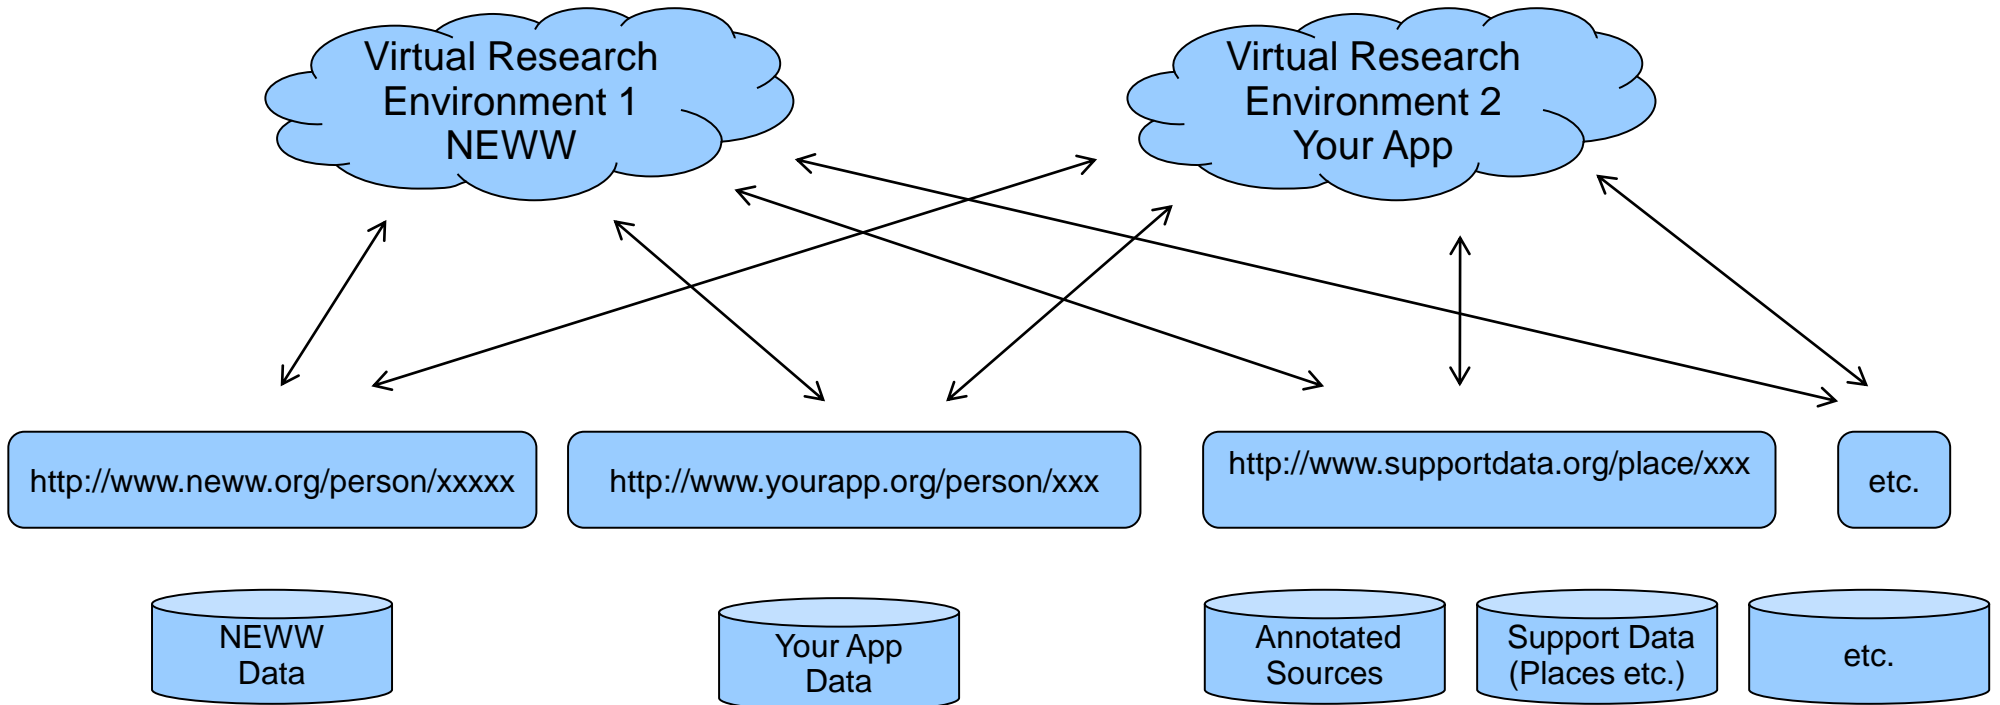 Virtual Research
Environment 1
NEWW
Virtual Research
Environment 2
Your App
http://www.neww.org/person/xxxxx
http://www.yourapp.org/person/xxx
http://www.supportdata.org/place/xxx
etc.
NEWW
Data
Your App
Data
Annotated
Sources
Support Data
(Places etc.)
etc.